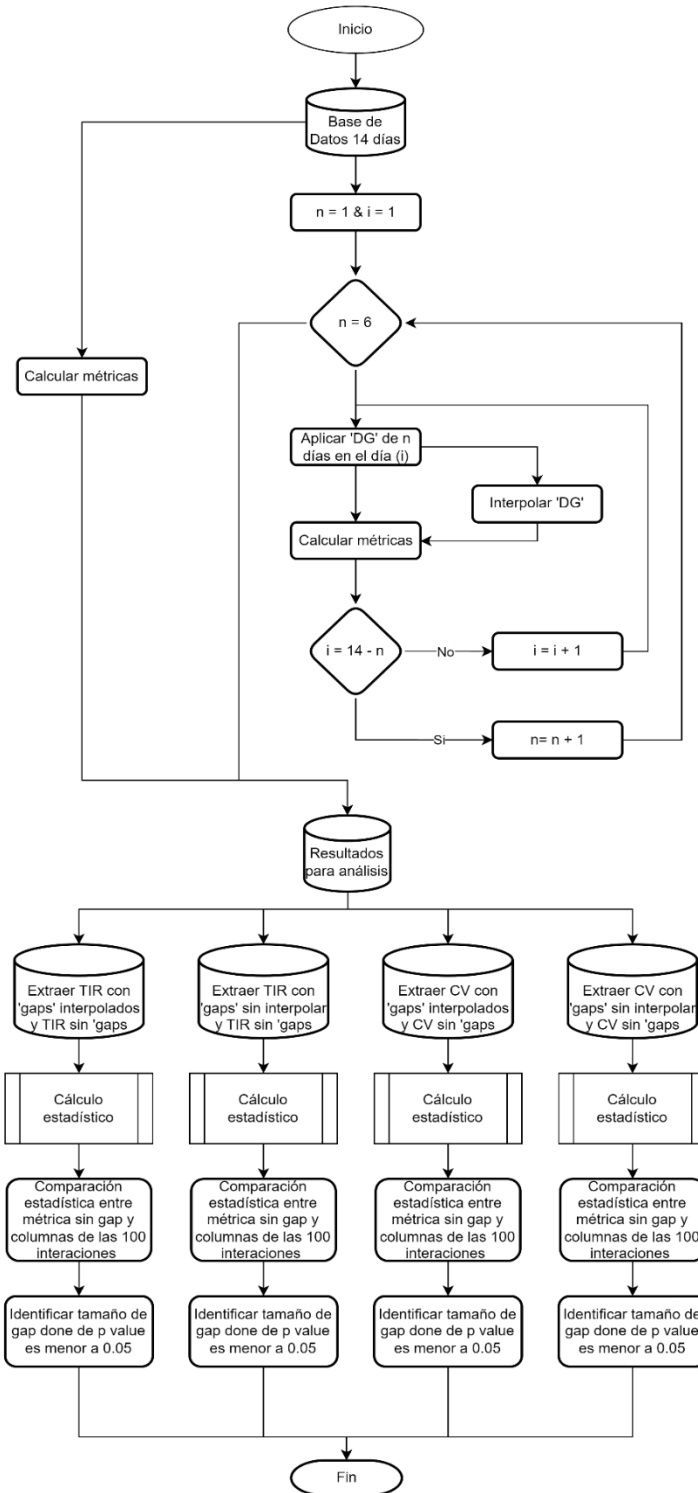 Inicio
Base de
Datos 14 días
n = 1 & i = 1
n = 6
Calcular métricas
Aplicar 'DG' de n
días en el día (i)
Interpolar 'DG'
Calcular métricas
i = 14 - n
No
i = i + 1
Si
n= n + 1
Resultados
para análisis
Extraer TIR con
'gaps' interpolados
y TIR sin 'gaps
Extraer TIR con
'gaps' sin interpolar
y TIR sin 'gaps
Extraer CV con
'gaps' interpolados
y CV sin 'gaps
Extraer CV con
'gaps' sin interpolar
y CV sin 'gaps
Cálculo
estadístico
Cálculo
estadístico
Cálculo
estadístico
Cálculo
estadístico
Comparación
estadística entre
métrica sin gap y
columnas de las 100
interaciones
Comparación
estadística entre
métrica sin gap y
columnas de las 100
interaciones
Comparación
estadística entre
métrica sin gap y
columnas de las 100
interaciones
Comparación
estadística entre
métrica sin gap y
columnas de las 100
interaciones
Identificar tamaño de
gap done de p value
es menor a 0.05
Identificar tamaño de
gap done de p value
es menor a 0.05
Identificar tamaño de
gap done de p value
es menor a 0.05
Identificar tamaño de
gap done de p value
es menor a 0.05
Fin